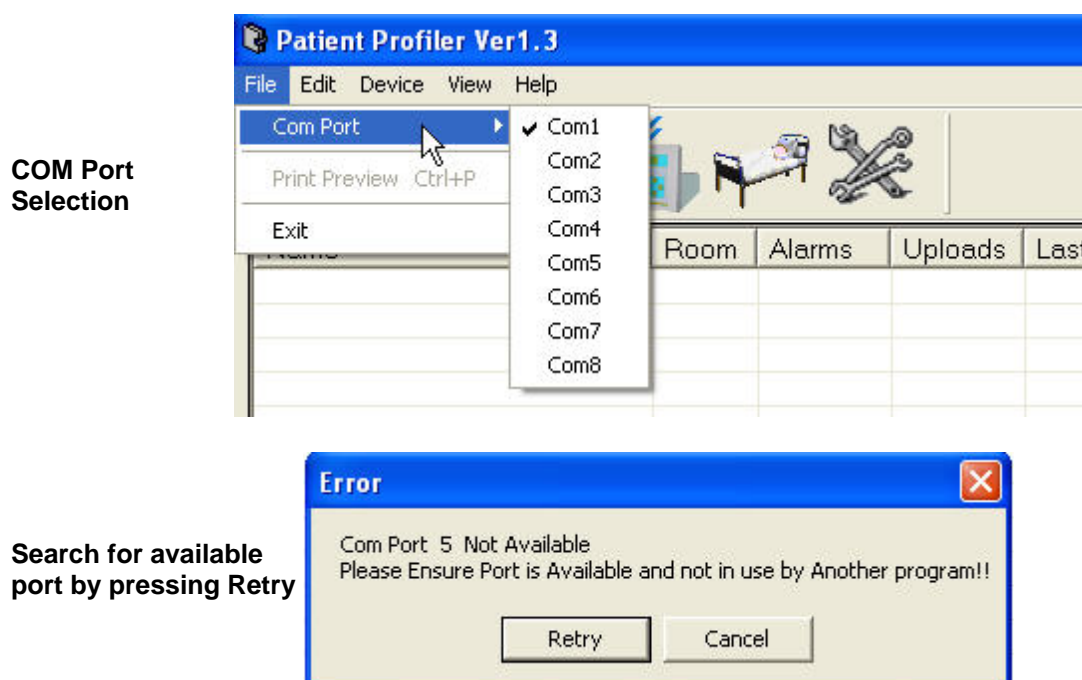 Patient Profiler Ver1.3
File Edit Device View Help
Com Port
Print Preview Ctrl+P
Exit
Com1
Com2
Com3
Com4
Com5
Com6
Com7
Com8
COM Port
Selection
Room Alarms Uploads Last
Error
Com Port 5 Not Available
Please Ensure Port is Available and not in use by Another program!!
Retry Cancel
Search for available
port by pressing Retry